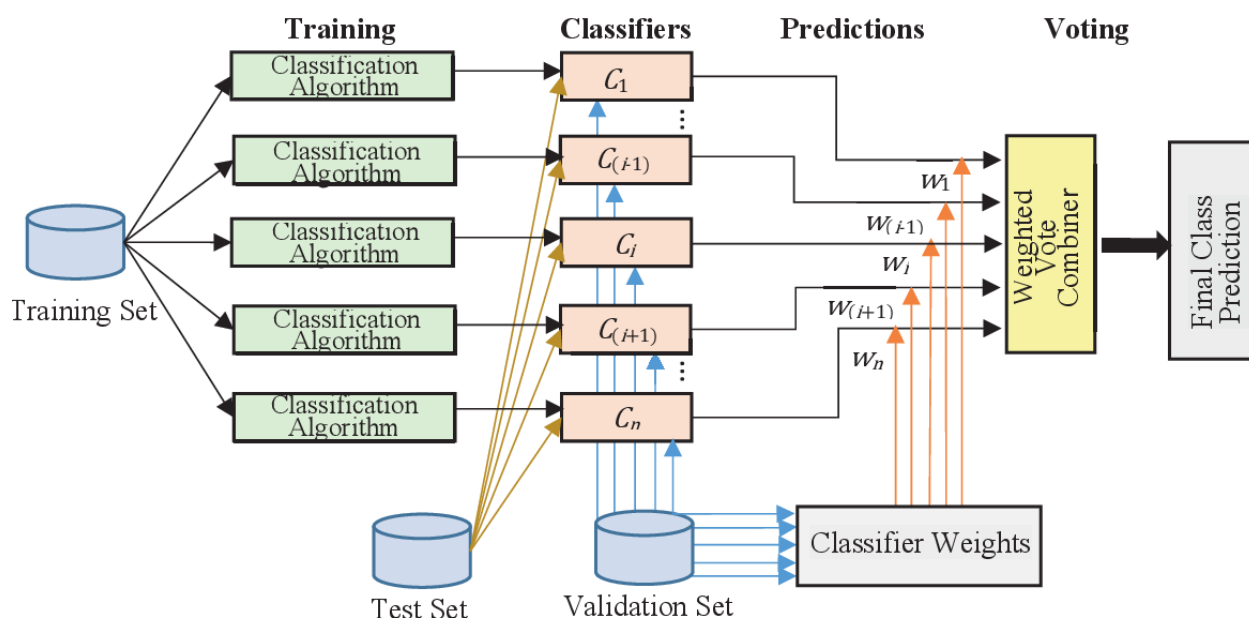 Training Classifiers Predictions Voting
Classification
Algorithm
C1
⋮
Classification
Algorithm
C(i-1)
Classification
Algorithm
Ci
Classification
Algorithm
C(i+1)
⋮
Classification
Algorithm
Cn
Training Set
Test Set
Validation Set
Classifier Weights
w1
w(i-1)
wi
w(i+1)
wn
Weighted
Vote
Combiner
Final Class
Prediction